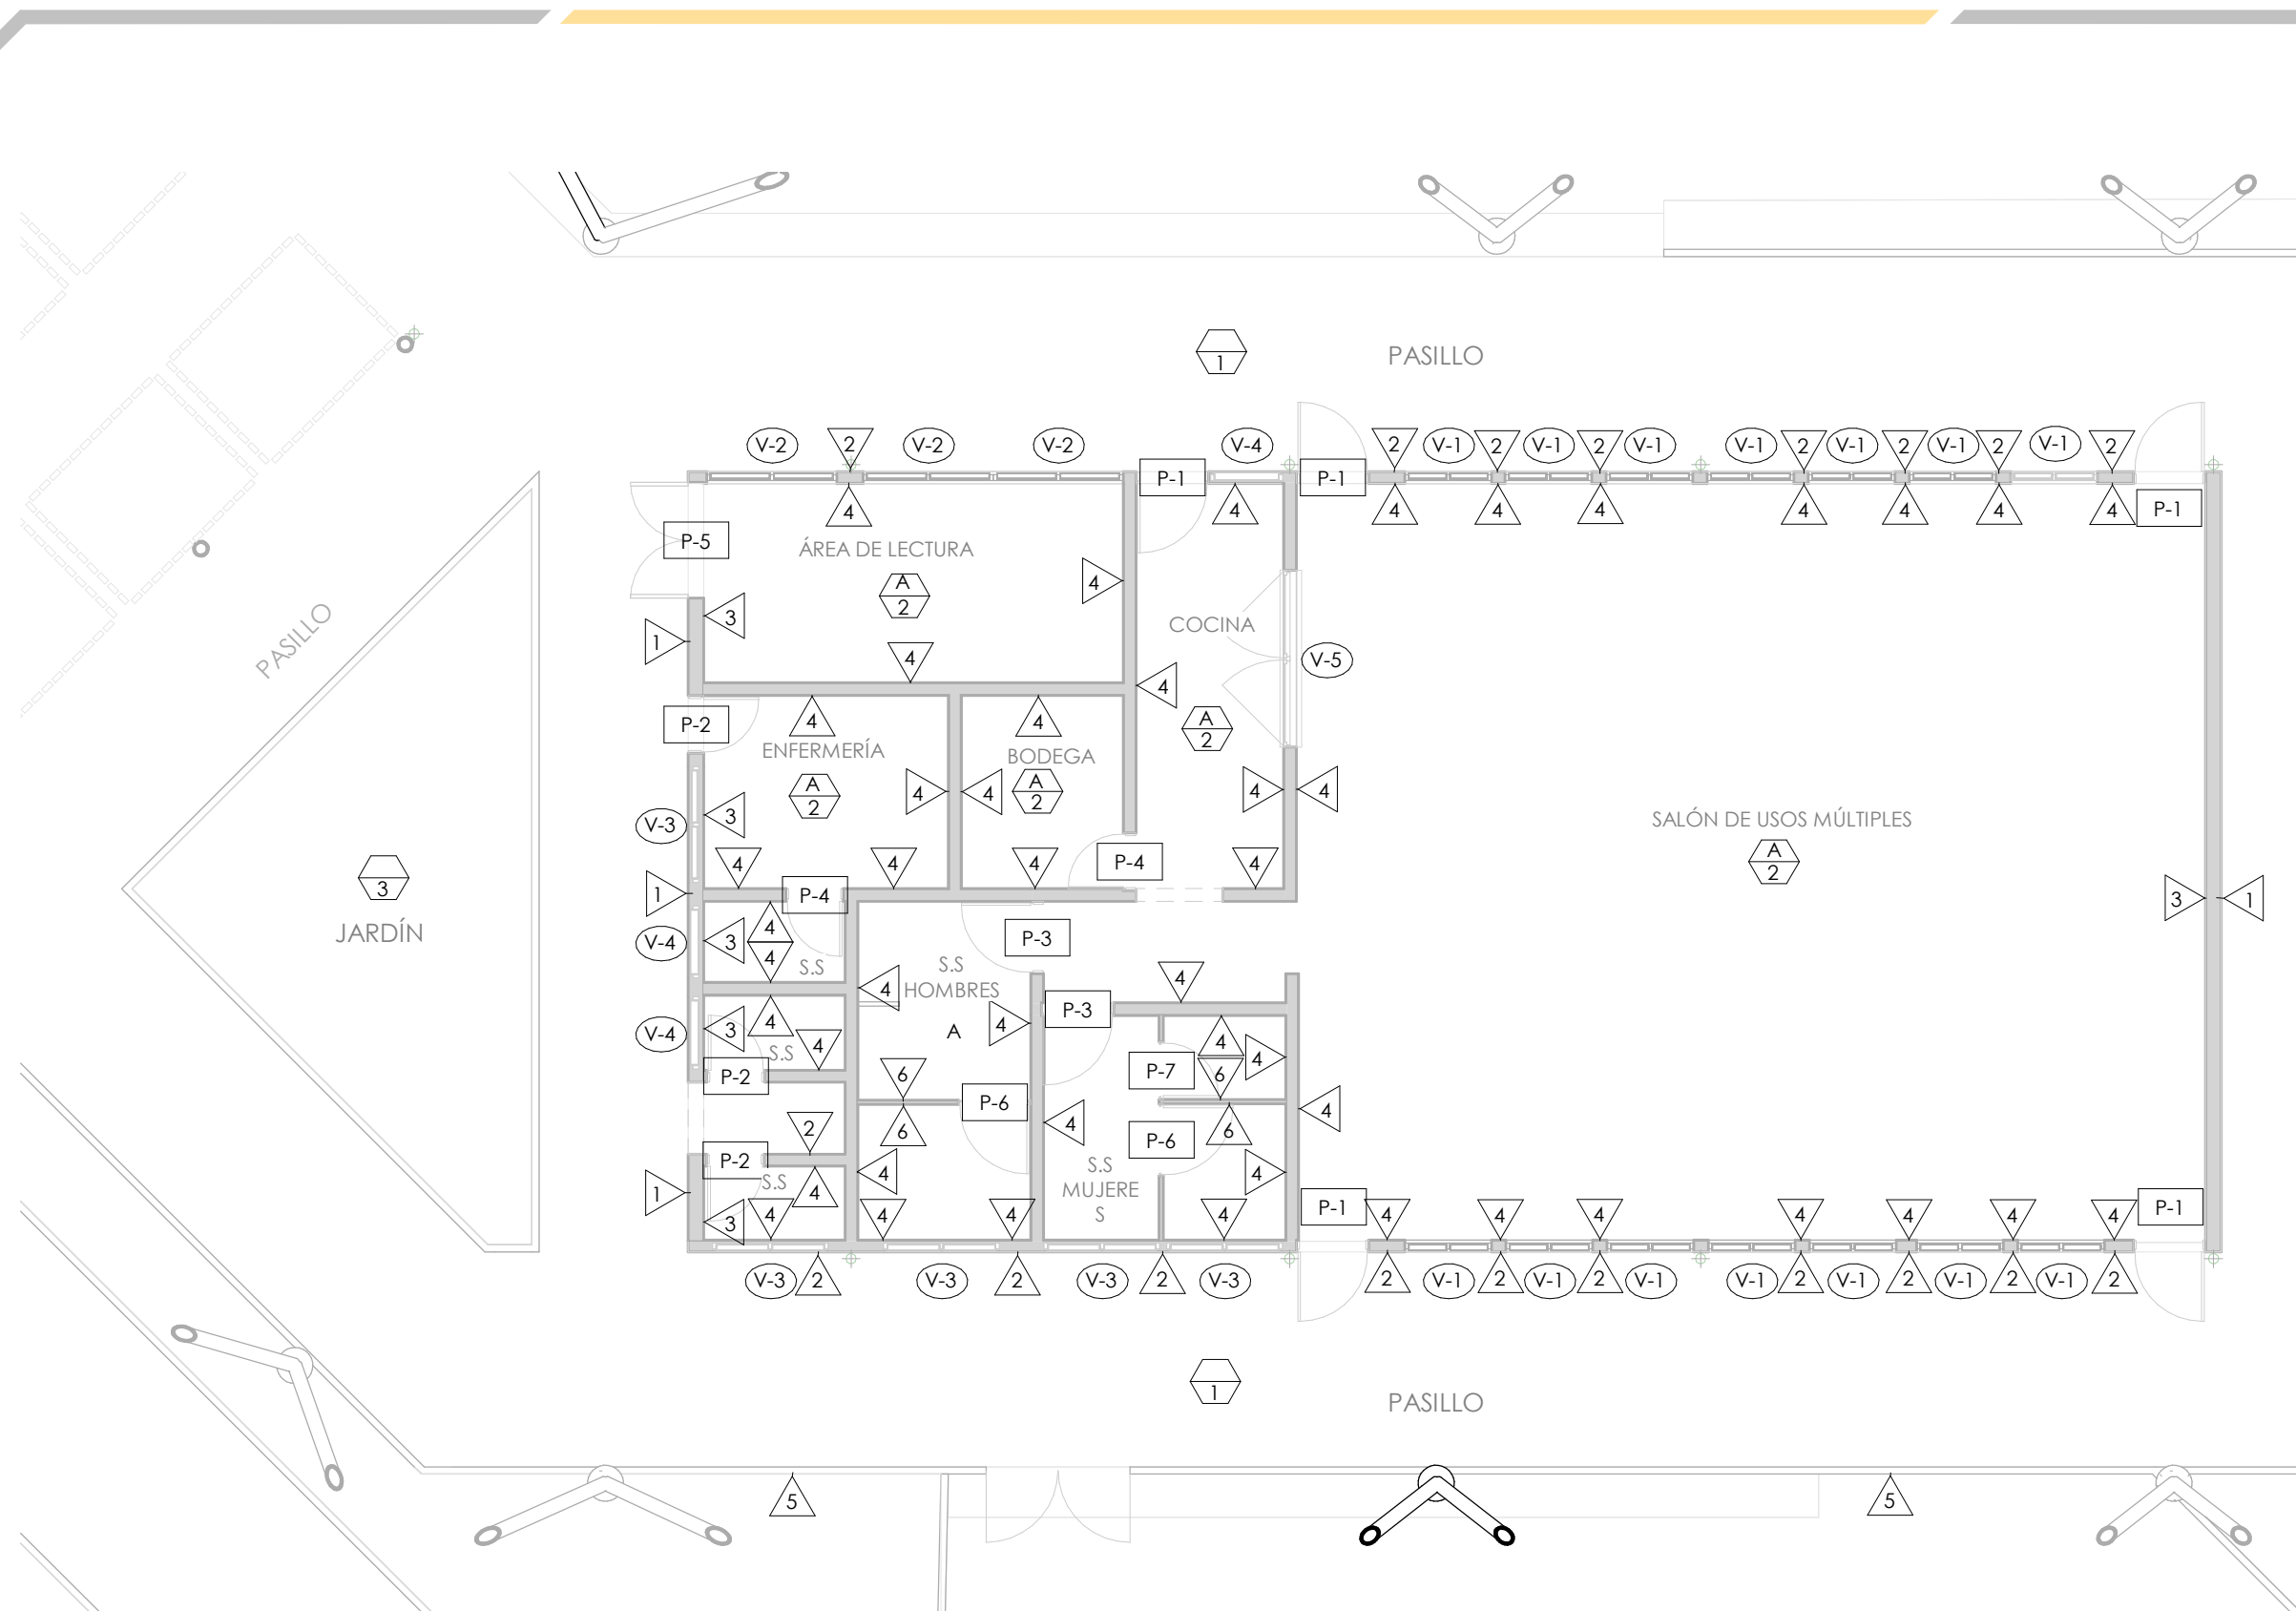 1
PASILLO
V-2 2 V-2 V-2 V-4 2 V-1 2 V-1 2 V-1 V-1 2 V-1 2 V-1 2 V-1 2
P-1 P-1
4 4 4 4 4 4 4 4 4 P-1
P-5
ÁREA DE LECTURA
A
2
4
3
1
COCINA
PASILLO
4
V-5
4
P-2
4
4
A
2
ENFERMERÍA
BODEGA
A
2
4
4
A
2
4
4
3
V-3
SALÓN DE USOS MÚLTIPLES
A
2
4
4
4
P-4
4
1
3
P-4
3
1
JARDÍN
V-4
3
4
4
S.S
P-3
S.S
HOMBRES
4
4
P-3
V-4
3
4
S.S
4
A
4
4
4
P-7
P-2
6
6
P-6
4
4
6
6
P-6
2
P-2
S.S
4
4
S.S
MUJERE
S
4
1
3
4
4
4
4
P-1 4 4 4 4 4 4 4 P-1
V-3 2 V-3 2 V-3 2 V-3 2 V-1 2 V-1 2 V-1 V-1 2 V-1 2 V-1 2 V-1 2
1
PASILLO
5
5